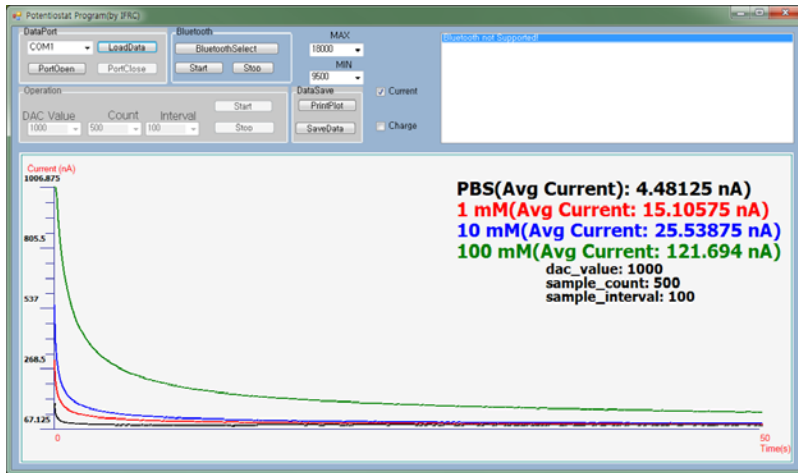 Potentiostat Program(by IFRC)
DataPort
COM1
LoadData
PortOpen
PortClose
Bluetooth
BluetoothSelect
Start
Stop
MAX
18000
MIN
9500
Bluetooth not Supported!
Operation
DAC Value
Count
Interval
1000
500
100
Start
Stop
DataSave
PrintPlot
SaveData
Current
Charge
Current (nA)
1006.875
805.5
537
268.5
67.125
PBS(Avg Current): 4.48125 nA)
1 mM(Avg Current: 15.10575 nA)
10 mM(Avg Current: 25.53875 nA)
100 mM(Avg Current: 121.694 nA)
dac_value: 1000
sample_count: 500
sample_interval: 100
0
50
Time(s)